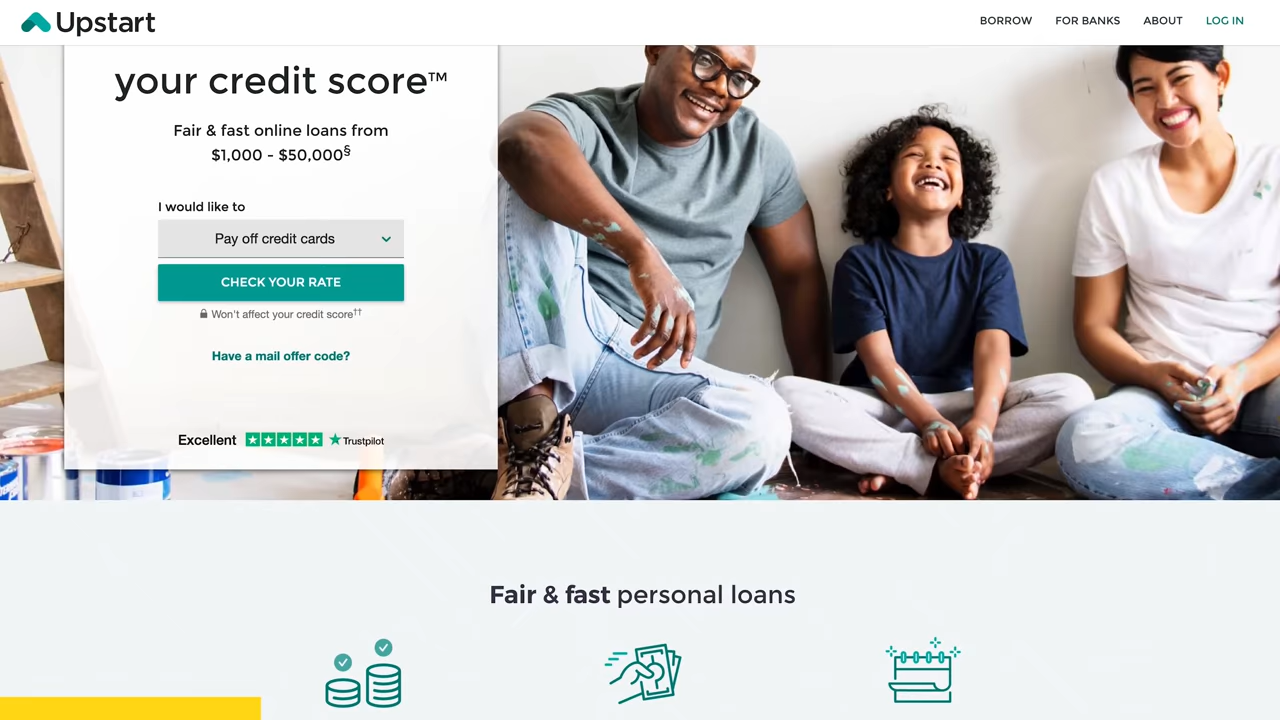 Upstart
BORROW FOR BANKS ABOUT LOG IN
your credit score™
Fair & fast online loans from
$1,000 - $50,000§
I would like to
Pay off credit cards
CHECK YOUR RATE
Won't affect your credit score††
Have a mail offer code?
Excellent Trustpilot
Fair & fast personal loans